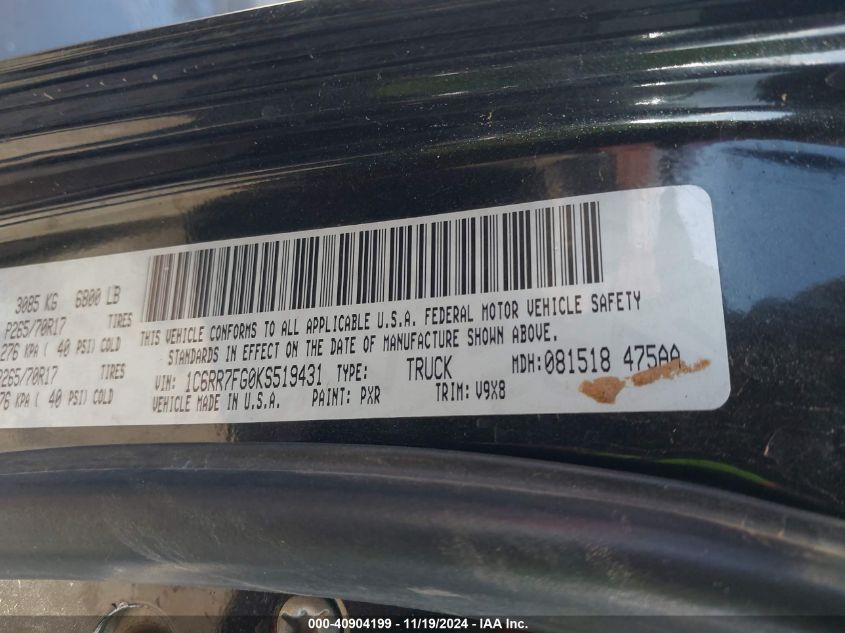 3085 KG 6800 LB
P265/70R17 TIRES
276 KPA ( 40 PSI) COLD
P265/70R17 TIRES
76 KPA ( 40 PSI) COLD
THIS VEHICLE CONFORMS TO ALL APPLICABLE U.S.A. FEDERAL MOTOR VEHICLE SAFETY
STANDARDS IN EFFECT ON THE DATE OF MANUFACTURE SHOWN ABOVE.
VIN: 1C6RR7FG0KS519431 TYPE: TRUCK MDH: 081518 475AA
VEHICLE MADE IN U.S.A. PAINT: PXR TRIM: V9X8
000-40904199 - 11/19/2024 - IAA Inc.